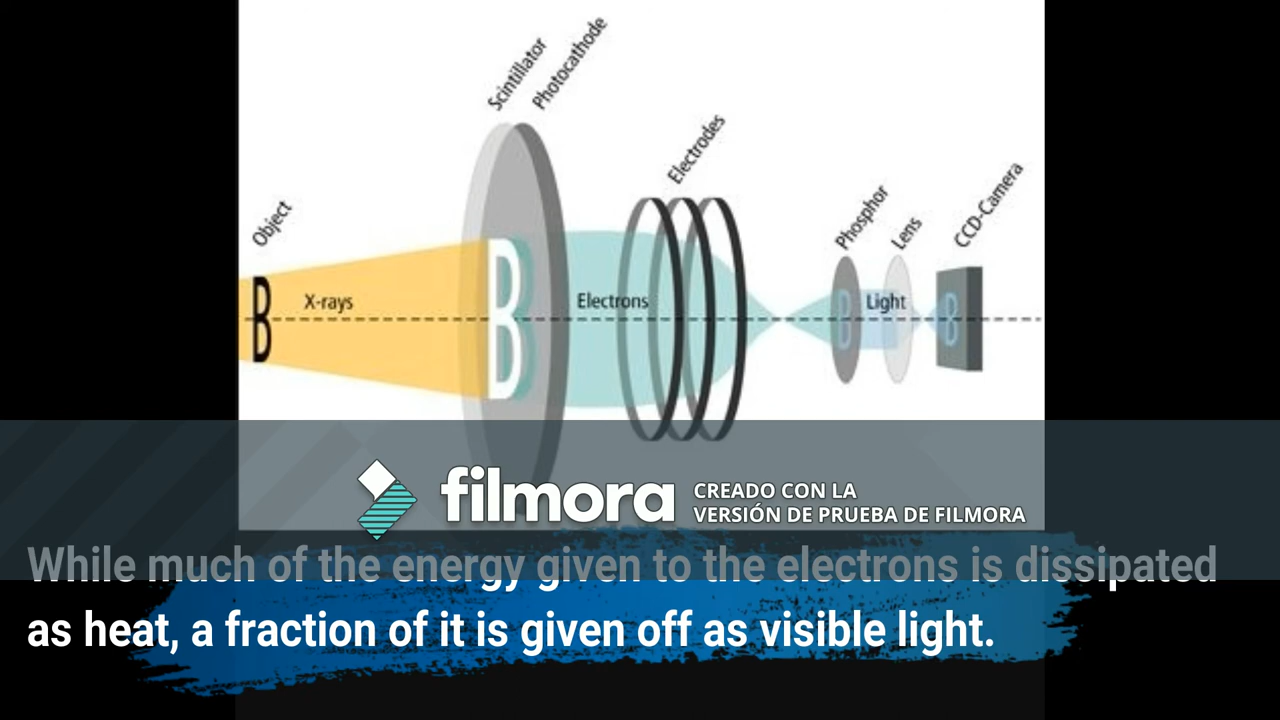 Scintillator
Photocathode
Electrodes
Object
Phosphor
Lens
CCD-Camera
X-rays
Electrons
Light
B
B
B
B
filmora
CREADO CON LA
VERSIÓN DE PRUEBA DE FILMORA
While much of the energy given to the electrons is dissipated
as heat, a fraction of it is given off as visible light.